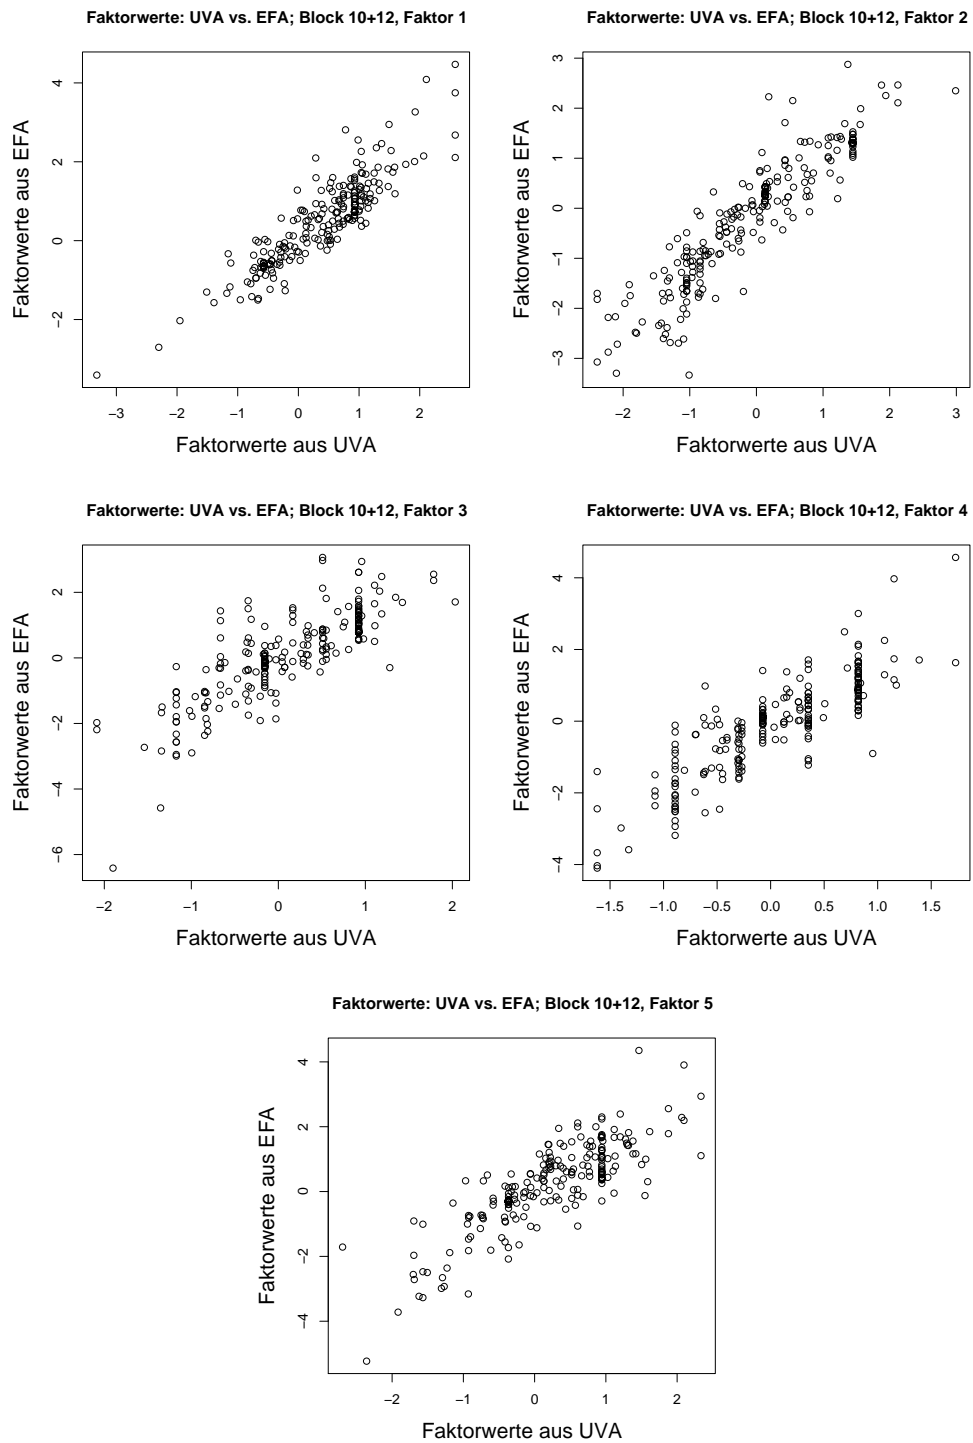 Faktorwerte: UVA vs. EFA; Block 10+12, Faktor 1
4
2
0
−2
Faktorwerte aus EFA
−3 −2 −1 0 1 2
Faktorwerte aus UVA
Faktorwerte: UVA vs. EFA; Block 10+12, Faktor 2
3
2
1
0
−1
−2
−3
Faktorwerte aus EFA
−2 −1 0 1 2 3
Faktorwerte aus UVA
Faktorwerte: UVA vs. EFA; Block 10+12, Faktor 3
2
0
−2
−4
−6
Faktorwerte aus EFA
−2 −1 0 1 2
Faktorwerte aus UVA
Faktorwerte: UVA vs. EFA; Block 10+12, Faktor 4
4
2
0
−2
−4
Faktorwerte aus EFA
−1.5 −1.0 −0.5 0.0 0.5 1.0 1.5
Faktorwerte aus UVA
Faktorwerte: UVA vs. EFA; Block 10+12, Faktor 5
4
2
0
−2
−4
Faktorwerte aus EFA
−2 −1 0 1 2
Faktorwerte aus UVA